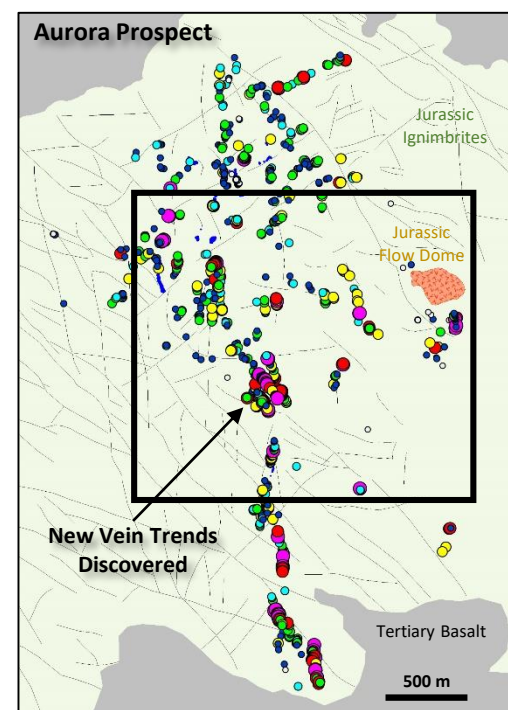 Aurora Prospect
Jurassic
Ignimbrites
Jurassic
Flow Dome
New Vein Trends
Discovered
Tertiary Basalt
500 m